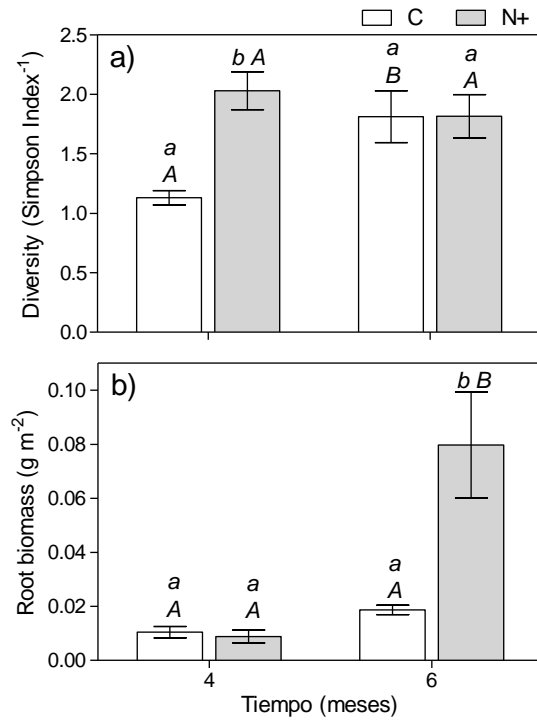 C N+
a)
Diversity (Simpson Index-1)
2.5
2.0
1.5
1.0
0.5
0.0
a
A
b A
a
B
a
A
b)
Root biomass (g m-2)
0.10
0.08
0.06
0.04
0.02
0.00
a
A
a
A
a
A
b B
4 6
Tiempo (meses)